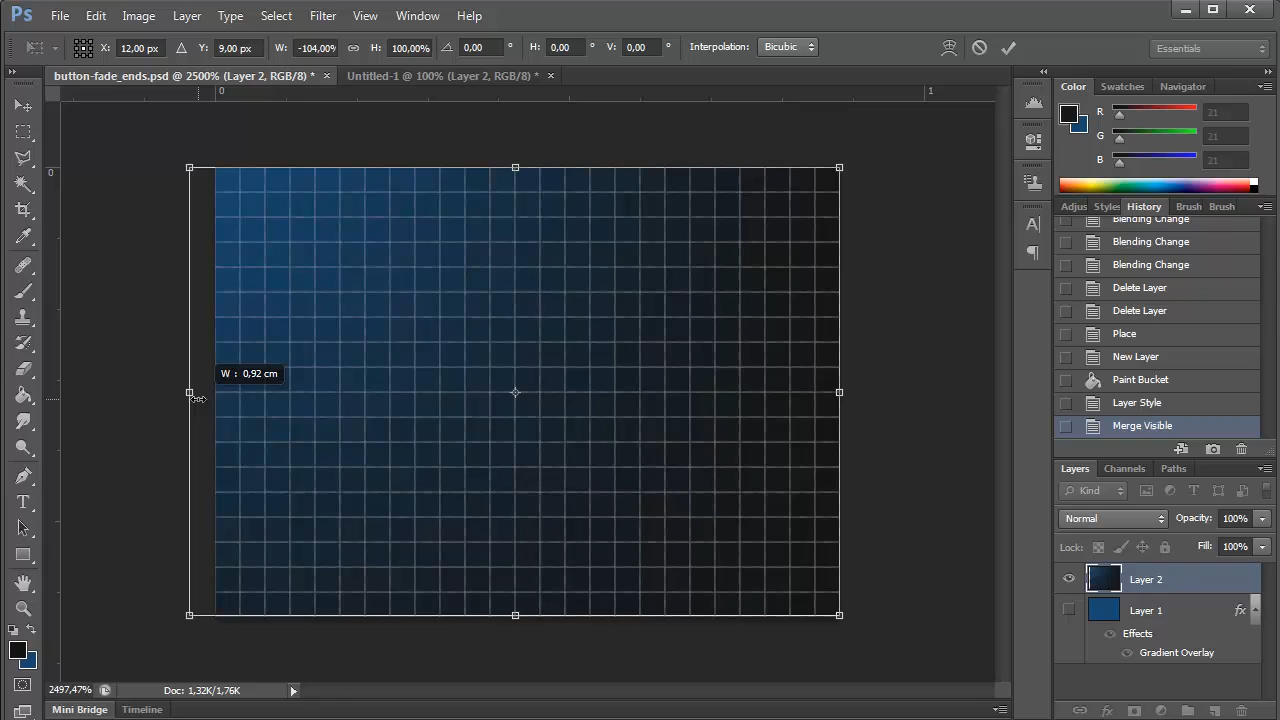 Ps File Edit Image Layer Type Select Filter View Window Help
X: 12,00 px Y: 9,00 px W: -104,00% H: 100,00% 0,00 ° H: 0,00 ° V: 0,00 ° Interpolation: Bicubic Essentials
button-fade_ends.psd @ 2500% (Layer 2, RGB/8) * × Untitled-1 @ 100% (Layer 2, RGB/8) * ×
0 1
0
W : 0,92 cm
2497,47% Doc: 1,32K/1,76K
Mini Bridge Timeline
Color Swatches Navigator
R 21
G 21
B 21
Adjus Styles History Brush Brush
Blending Change
Blending Change
Blending Change
Delete Layer
Delete Layer
Place
New Layer
Paint Bucket
Layer Style
Merge Visible
Layers Channels Paths
Kind
Normal Opacity: 100%
Lock: Fill: 100%
Layer 2
Layer 1 fx
Effects
Gradient Overlay
fx